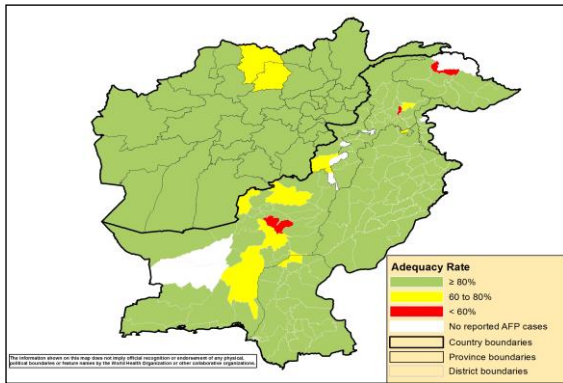 Adequacy Rate
≥ 80%
60 to 80%
< 60%
No reported AFP cases
Country boundaries
Province boundaries
District boundaries
The information shown on this map does not imply official recognition or endorsement of any physical,
political boundaries or feature names by the World Health Organization or other collaborative organizations.